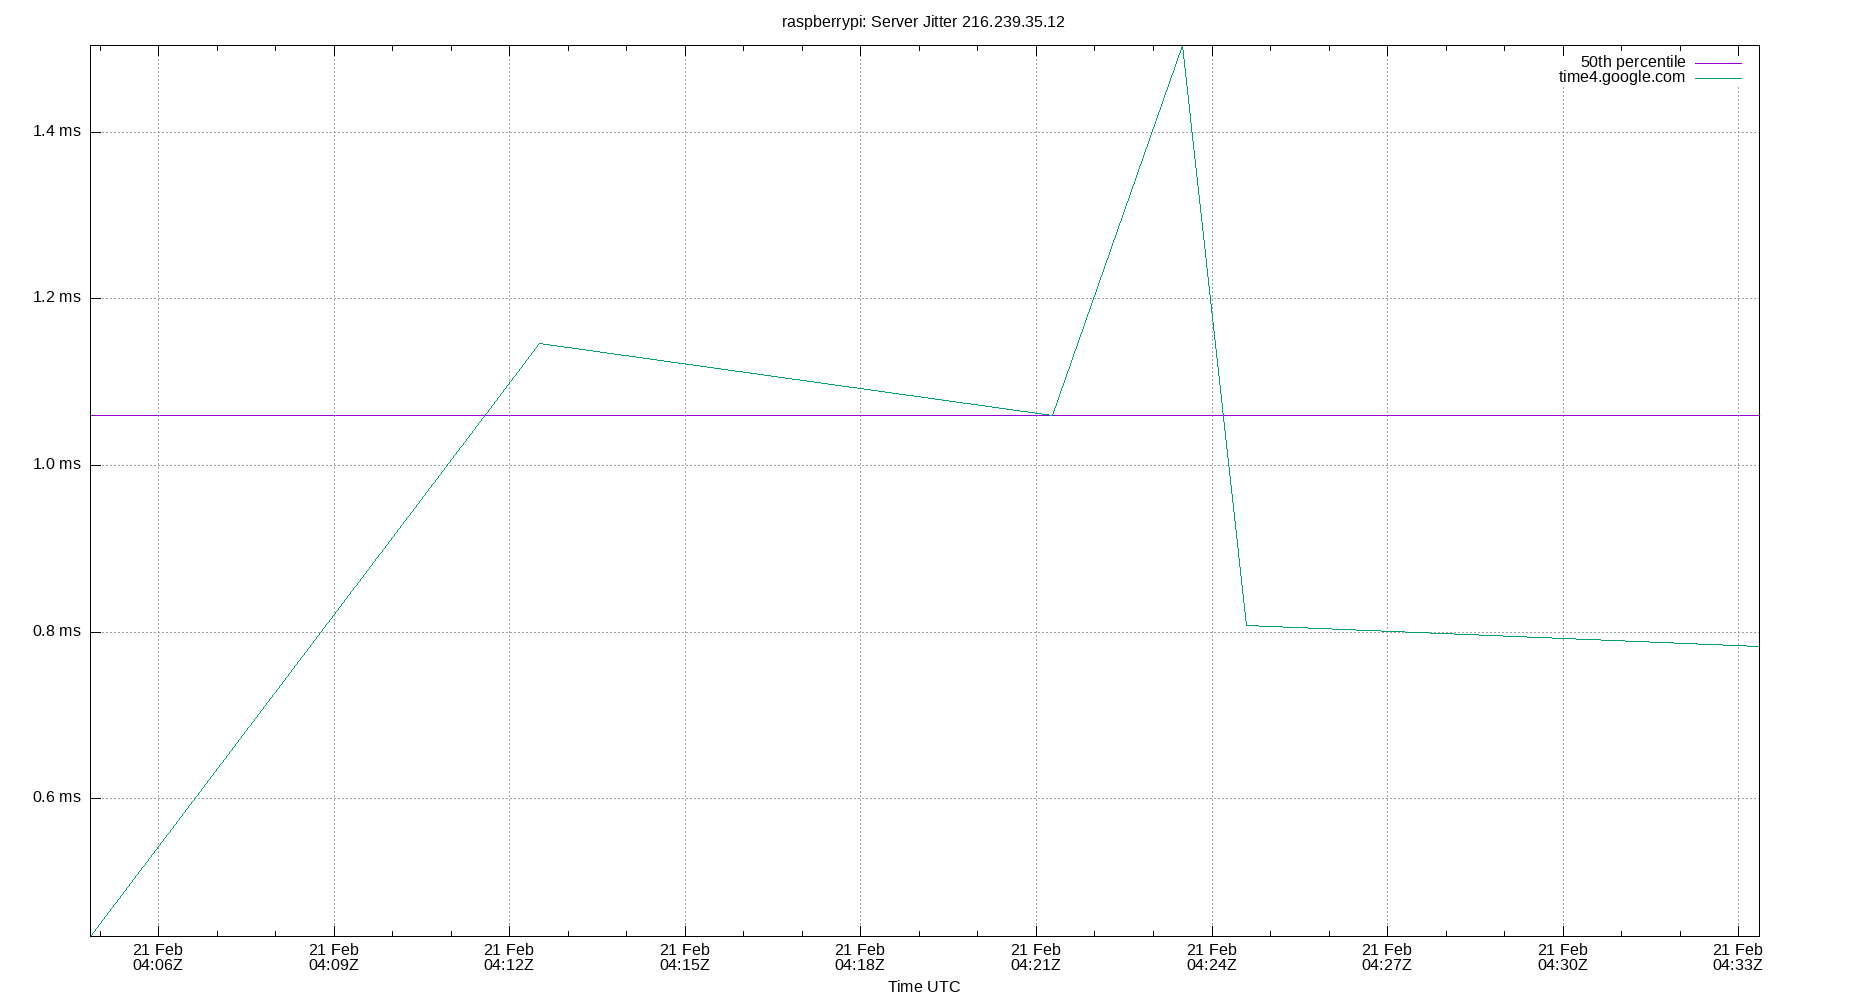 raspberrypi: Server Jitter 216.239.35.12
50th percentile
time4.google.com
1.4 ms
1.2 ms
1.0 ms
0.8 ms
0.6 ms
21 Feb 21 Feb 21 Feb 21 Feb 21 Feb 21 Feb 21 Feb 21 Feb 21 Feb 21 Feb
04:06Z 04:09Z 04:12Z 04:15Z 04:18Z 04:21Z 04:24Z 04:27Z 04:30Z 04:33Z
Time UTC